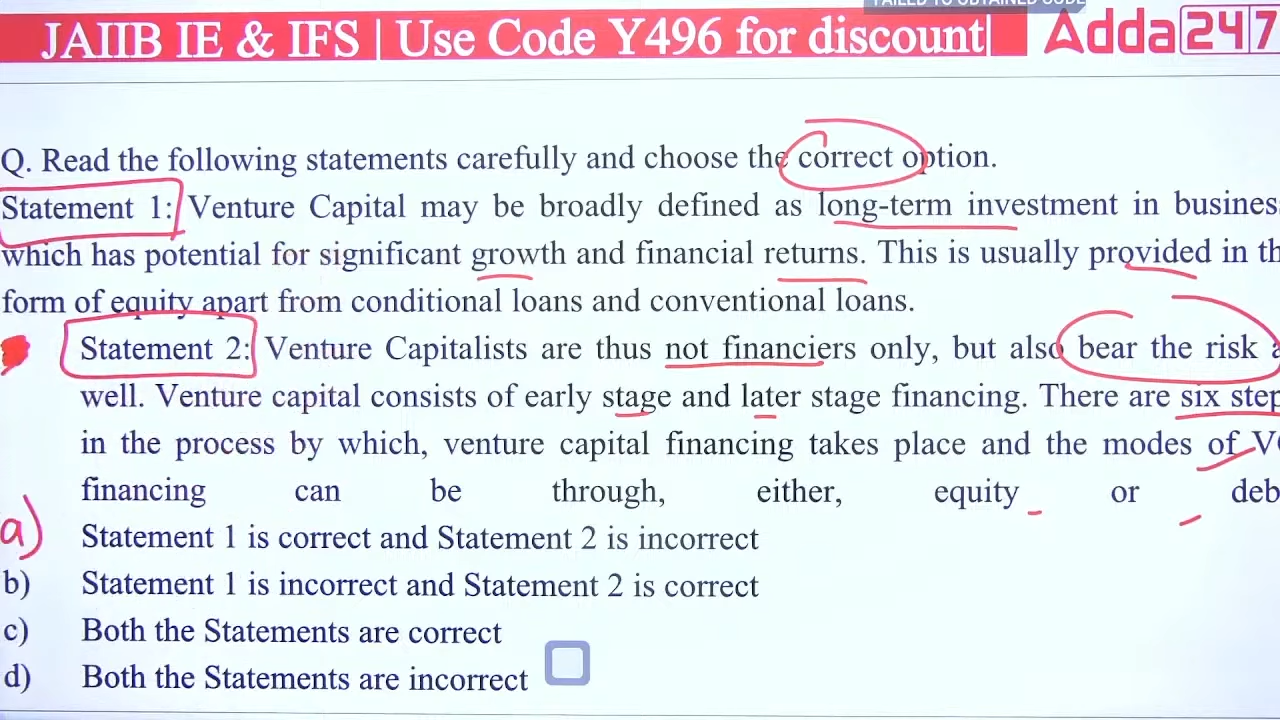 FAILED TO OBTAINED CODE
JAIIB IE & IFS | Use Code Y496 for discount
Adda247
Q. Read the following statements carefully and choose the correct option.
Statement 1: Venture Capital may be broadly defined as long-term investment in busines
which has potential for significant growth and financial returns. This is usually provided in th
form of equity apart from conditional loans and conventional loans.
Statement 2: Venture Capitalists are thus not financiers only, but also bear the risk a
well. Venture capital consists of early stage and later stage financing. There are six step
in the process by which, venture capital financing takes place and the modes of V
financing can be through, either, equity or deb
a) Statement 1 is correct and Statement 2 is incorrect
b) Statement 1 is incorrect and Statement 2 is correct
c) Both the Statements are correct
d) Both the Statements are incorrect